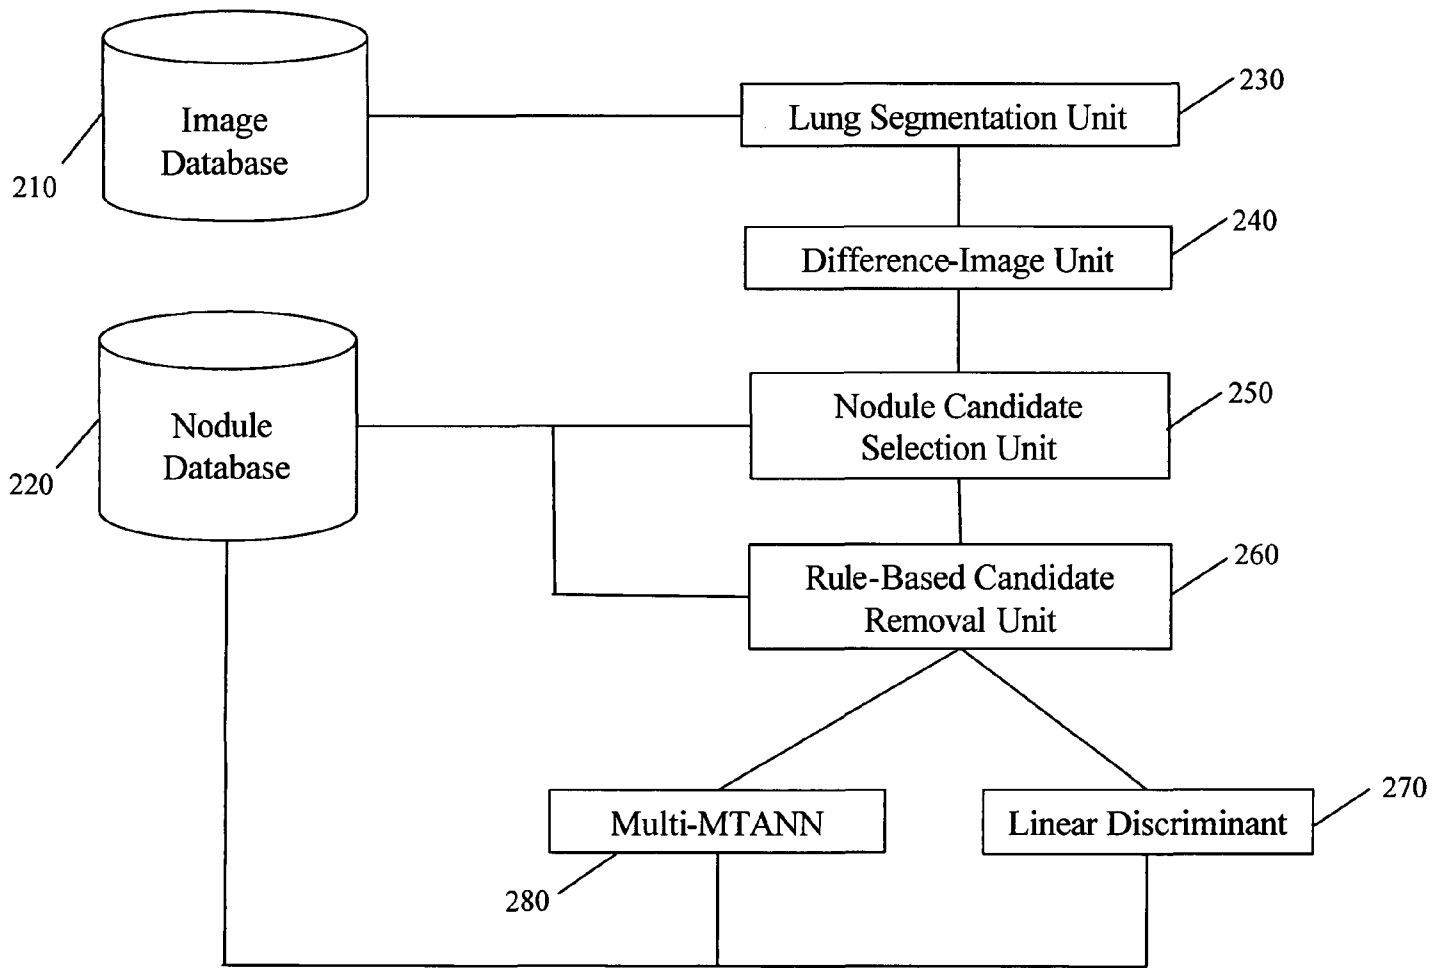 230
Lung Segmentation Unit
Image
Database
210
240
Difference-Image Unit
250
Nodule Candidate
Selection Unit
Nodule
Database
220
260
Rule-Based Candidate
Removal Unit
270
Multi-MTANN
Linear Discriminant
280